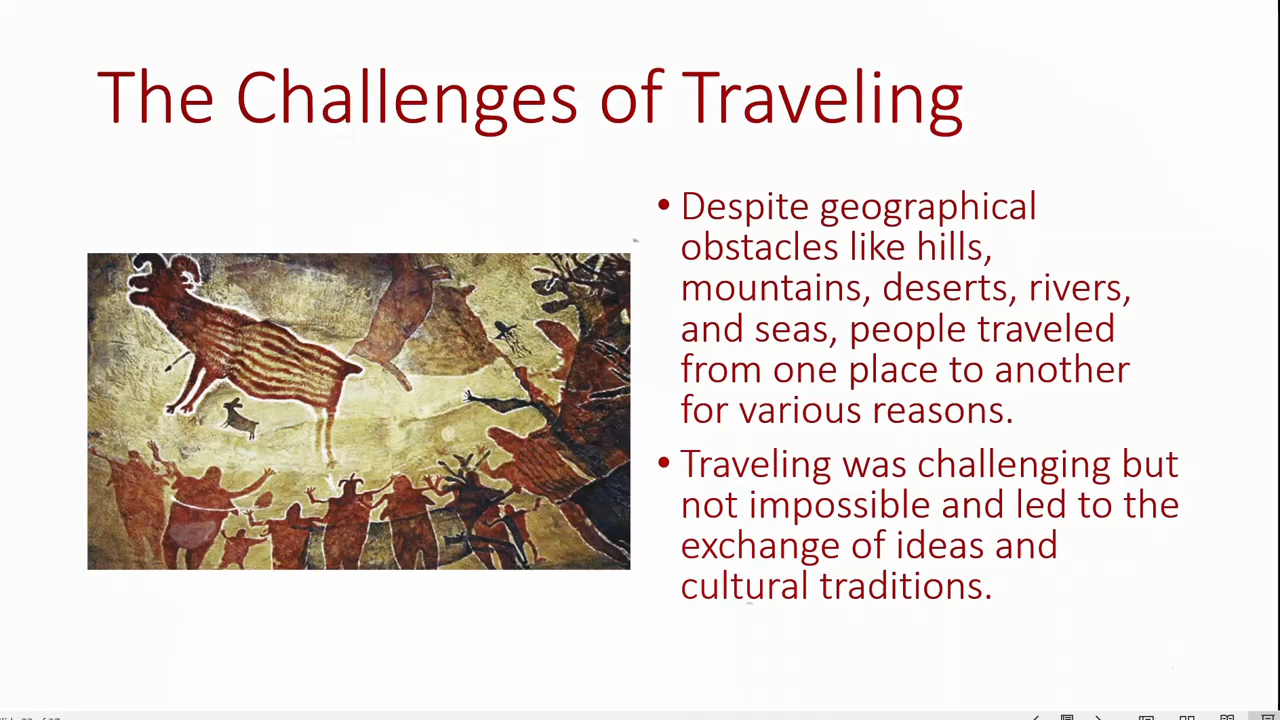 The Challenges of Traveling
• Despite geographical
obstacles like hills,
mountains, deserts, rivers,
and seas, people traveled
from one place to another
for various reasons.
• Traveling was challenging but
not impossible and led to the
exchange of ideas and
cultural traditions.